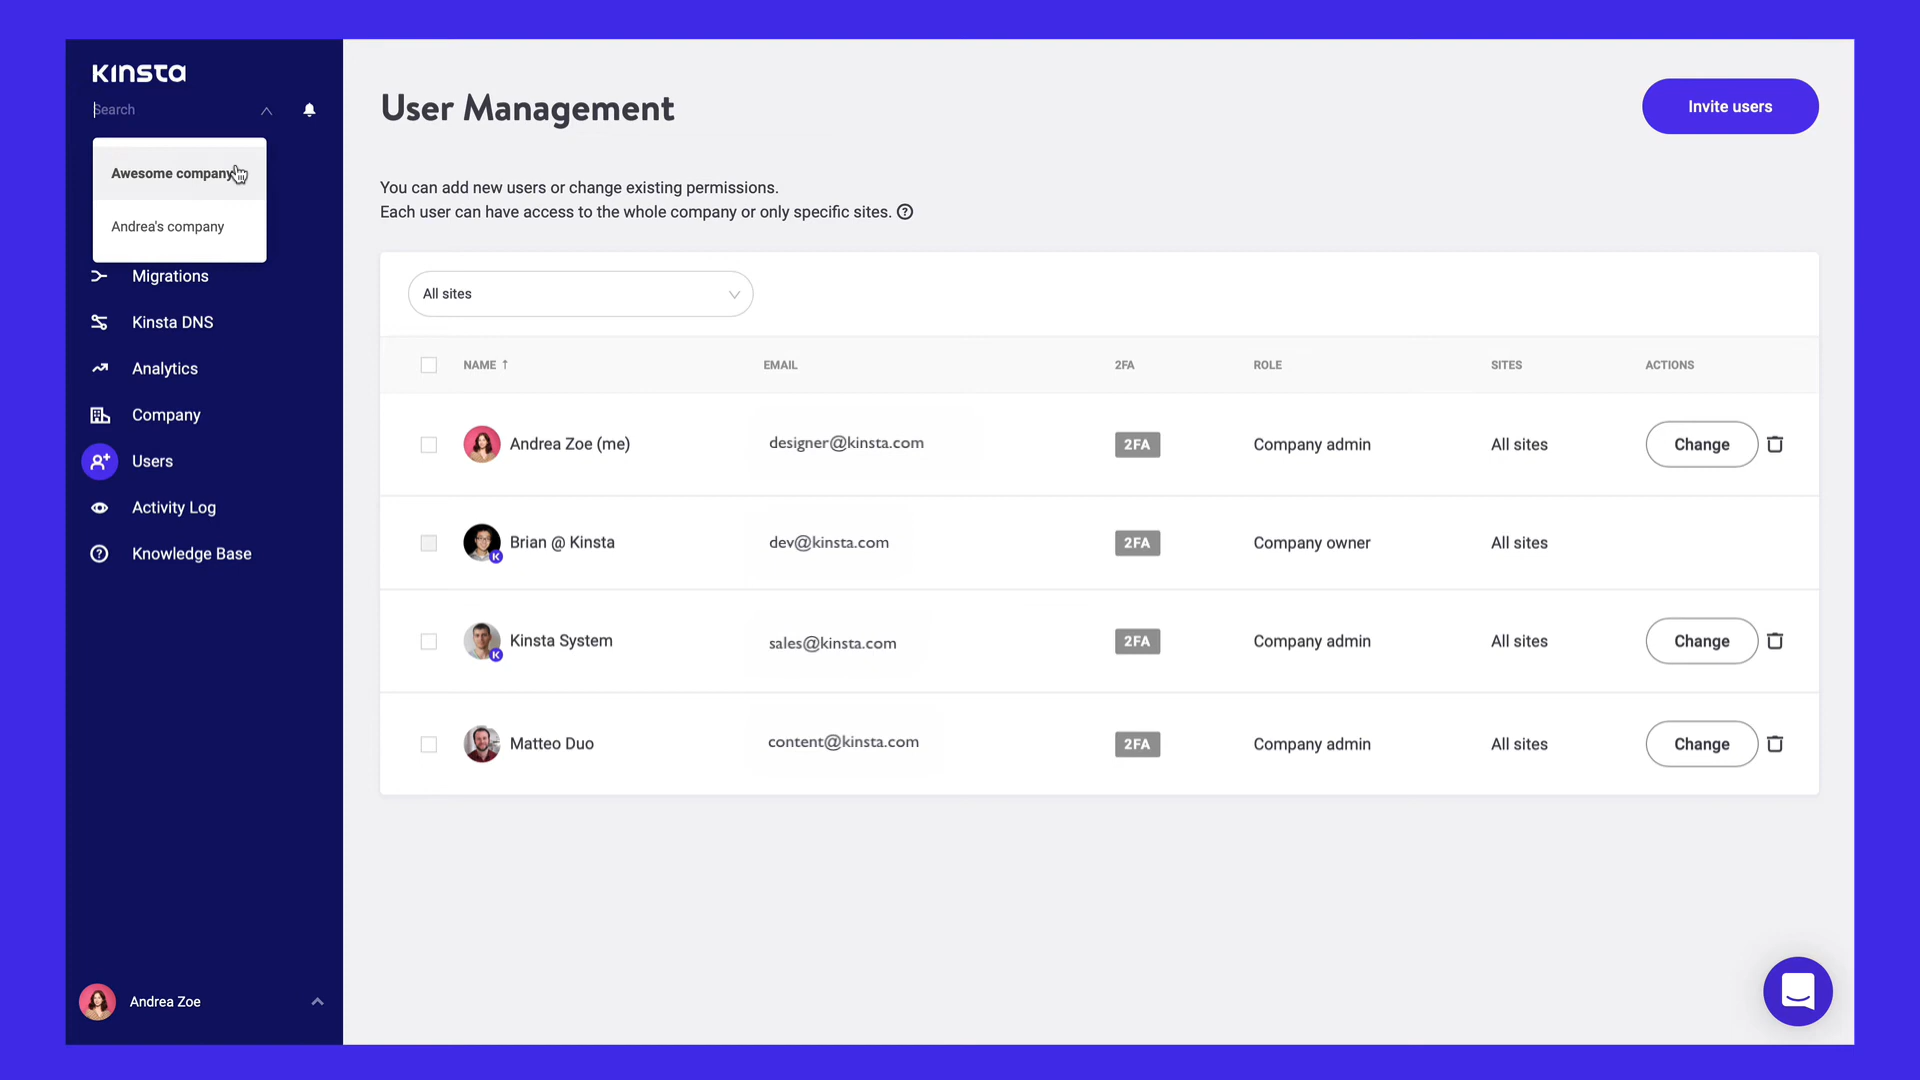 Kinsta
Search
Awesome company
Andrea's company
Migrations
Kinsta DNS
Analytics
Company
Users
Activity Log
Knowledge Base
Andrea Zoe
User Management
Invite users
You can add new users or change existing permissions.
Each user can have access to the whole company or only specific sites.
All sites
NAME ↑ EMAIL 2FA ROLE SITES ACTIONS
Andrea Zoe (me) designer@kinsta.com 2FA Company admin All sites Change
Brian @ Kinsta dev@kinsta.com 2FA Company owner All sites
K
Kinsta System sales@kinsta.com 2FA Company admin All sites Change
K
Matteo Duo content@kinsta.com 2FA Company admin All sites Change